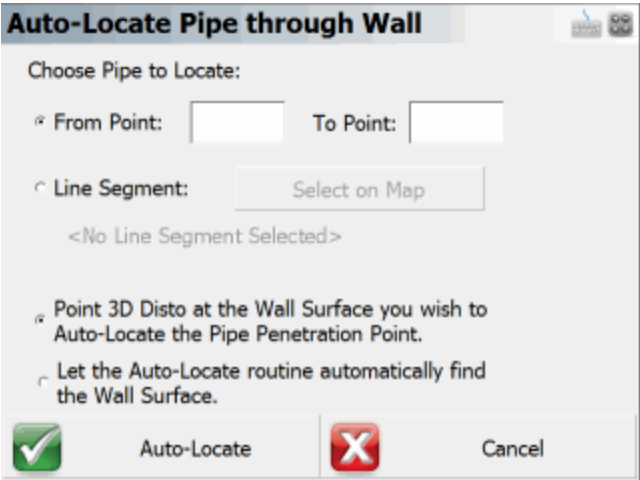 Auto-Locate Pipe through Wall
Choose Pipe to Locate:
From Point: To Point:
Line Segment: Select on Map
<No Line Segment Selected>
Point 3D Disto at the Wall Surface you wish to
Auto-Locate the Pipe Penetration Point.
Let the Auto-Locate routine automatically find
the Wall Surface.
Auto-Locate Cancel